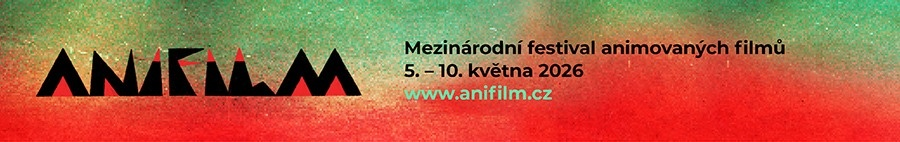 ANIFILM
Mezinárodní festival animovaných filmů
5. – 10. května 2026
www.anifilm.cz